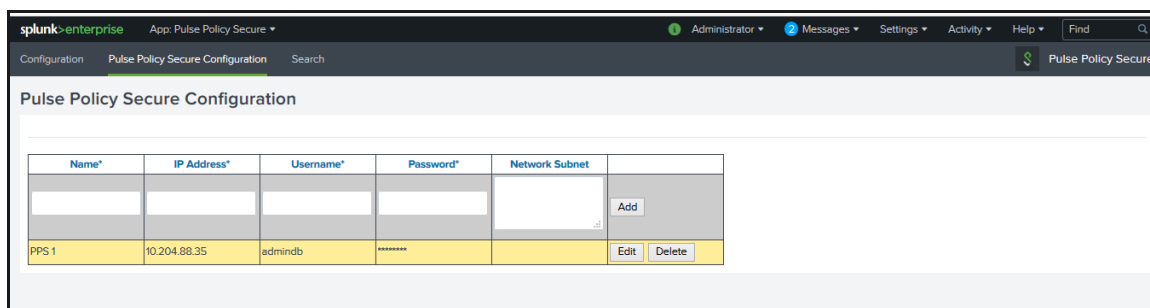 splunk>enterprise App: Pulse Policy Secure ▾ i Administrator ▾ 2 Messages ▾ Settings ▾ Activity ▾ Help ▾ Find
Configuration Pulse Policy Secure Configuration Search Pulse Policy Secure
Pulse Policy Secure Configuration
Name* IP Address* Username* Password* Network Subnet
Add
PPS1 10.204.88.35 admindb ******** Edit Delete